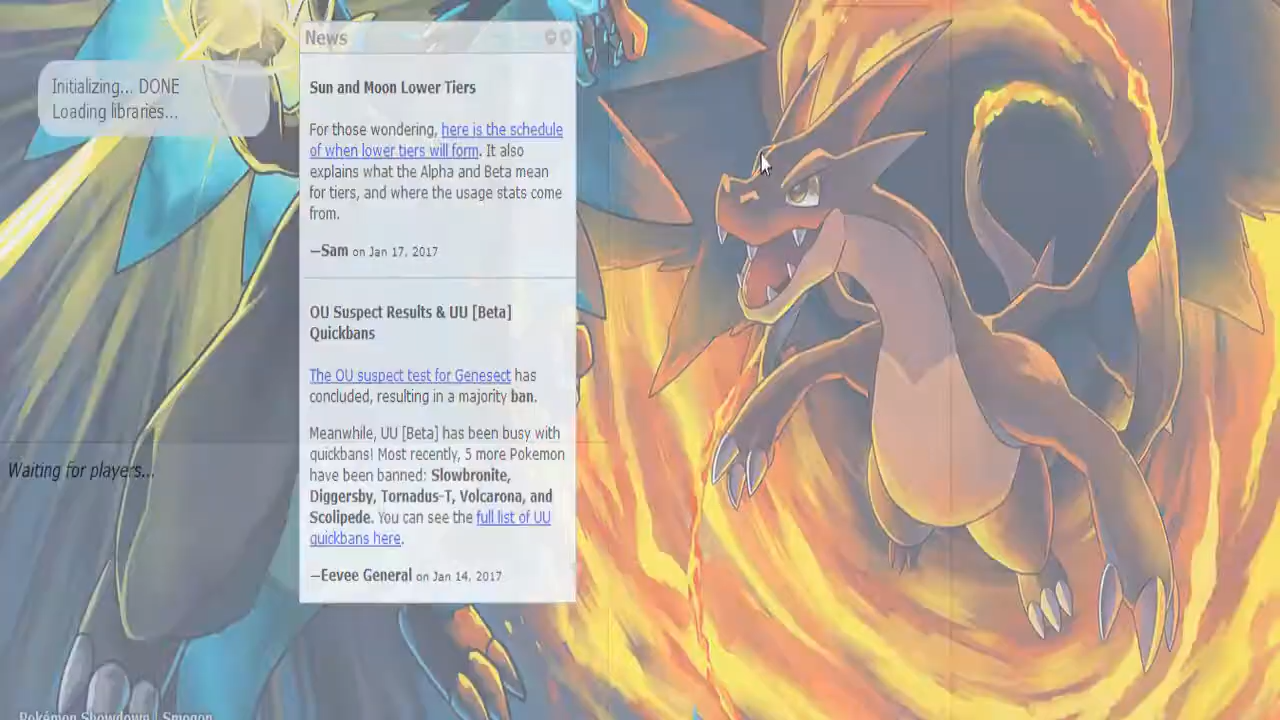 News
Initializing... DONE
Loading libraries...
Sun and Moon Lower Tiers
For those wondering, here is the schedule
of when lower tiers will form. It also
explains what the Alpha and Beta mean
for tiers, and where the usage stats come
from.
—Sam on Jan 17, 2017
OU Suspect Results & UU [Beta]
Quickbans
The OU suspect test for Genesect has
concluded, resulting in a majority ban.
Meanwhile, UU [Beta] has been busy with
quickbans! Most recently, 5 more Pokemon
have been banned: Slowbronite,
Diggersby, Tornadus-T, Volcarona, and
Scolipede. You can see the full list of UU
quickbans here.
—Eevee General on Jan 14, 2017
Waiting for players...
Pokémon Showdown | Smogon